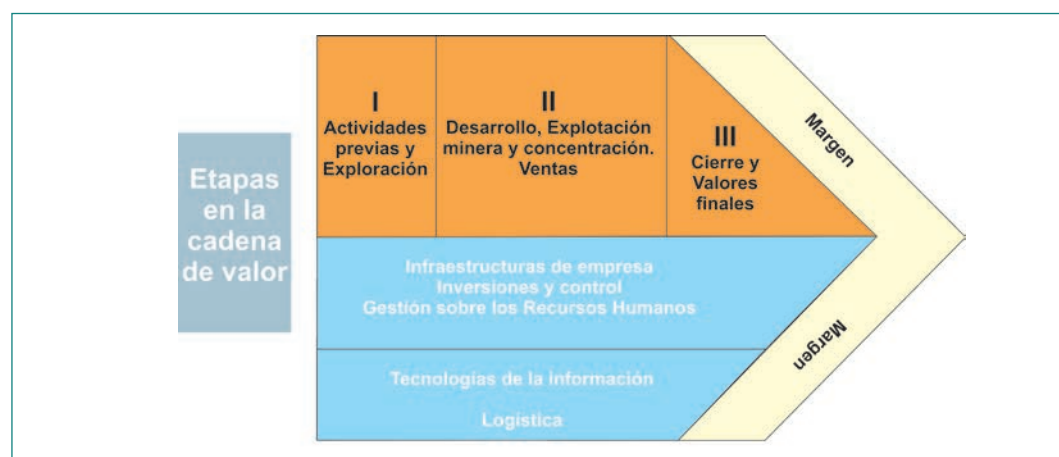 Etapas
en la
cadena
de valor
I
Actividades
previas y
Exploración
II
Desarrollo, Explotación
minera y concentración.
Ventas
III
Cierre y
Valores
finales
Margen
Infraestructuras de empresa
Inversiones y control
Gestión sobre los Recursos Humanos
Tecnologías de la Información
Logística
Margen